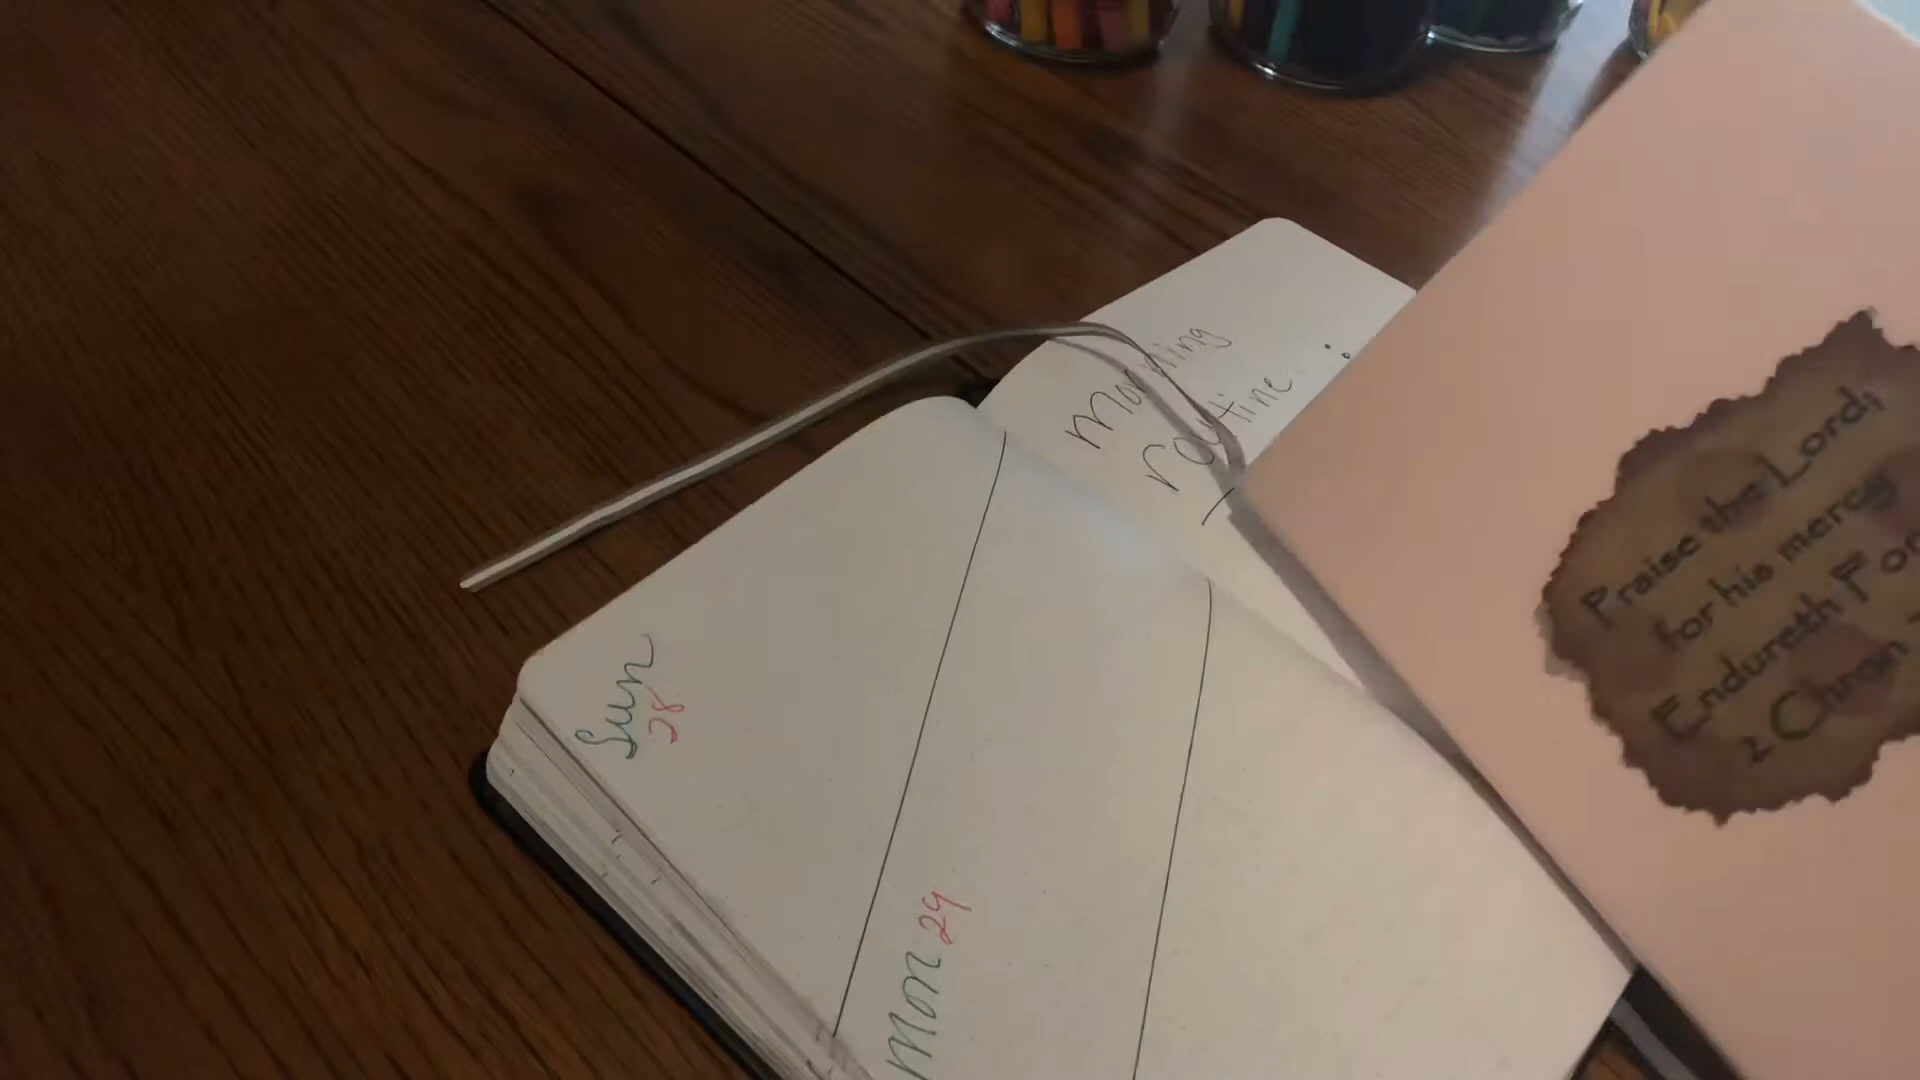 Morning
routine
Sun
28
Mon 29
Praise the Lord;
for his mercy
Endureth For
2 Chron